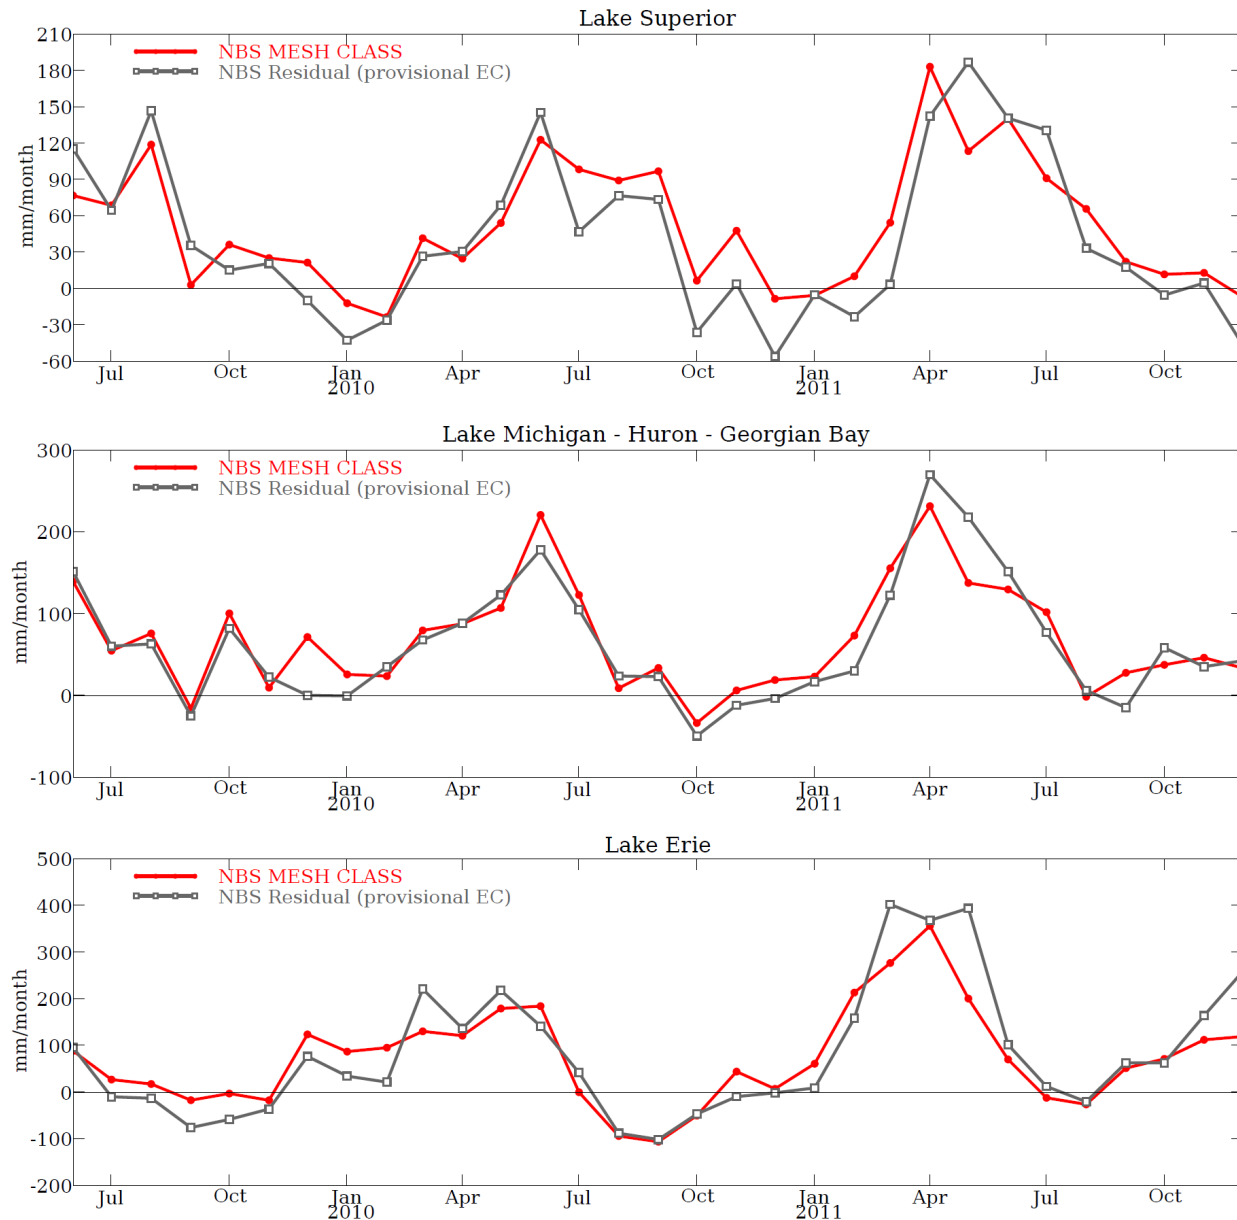 Lake Superior
NBS MESH CLASS
NBS Residual (provisional EC)
mm/month
210
180
150
120
90
60
30
0
-30
-60
Jul Oct Jan Apr Jul Oct Jan Apr Jul Oct
2010 2011
Lake Michigan - Huron - Georgian Bay
NBS MESH CLASS
NBS Residual (provisional EC)
mm/month
300
200
100
0
-100
Jul Oct Jan Apr Jul Oct Jan Apr Jul Oct
2010 2011
Lake Erie
NBS MESH CLASS
NBS Residual (provisional EC)
mm/month
500
400
300
200
100
0
-100
-200
Jul Oct Jan Apr Jul Oct Jan Apr Jul Oct
2010 2011